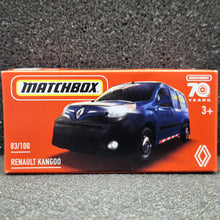 MATCHBOX
MATCHBOX
70
YEARS
3+
83/100
RENAULT KANGOO